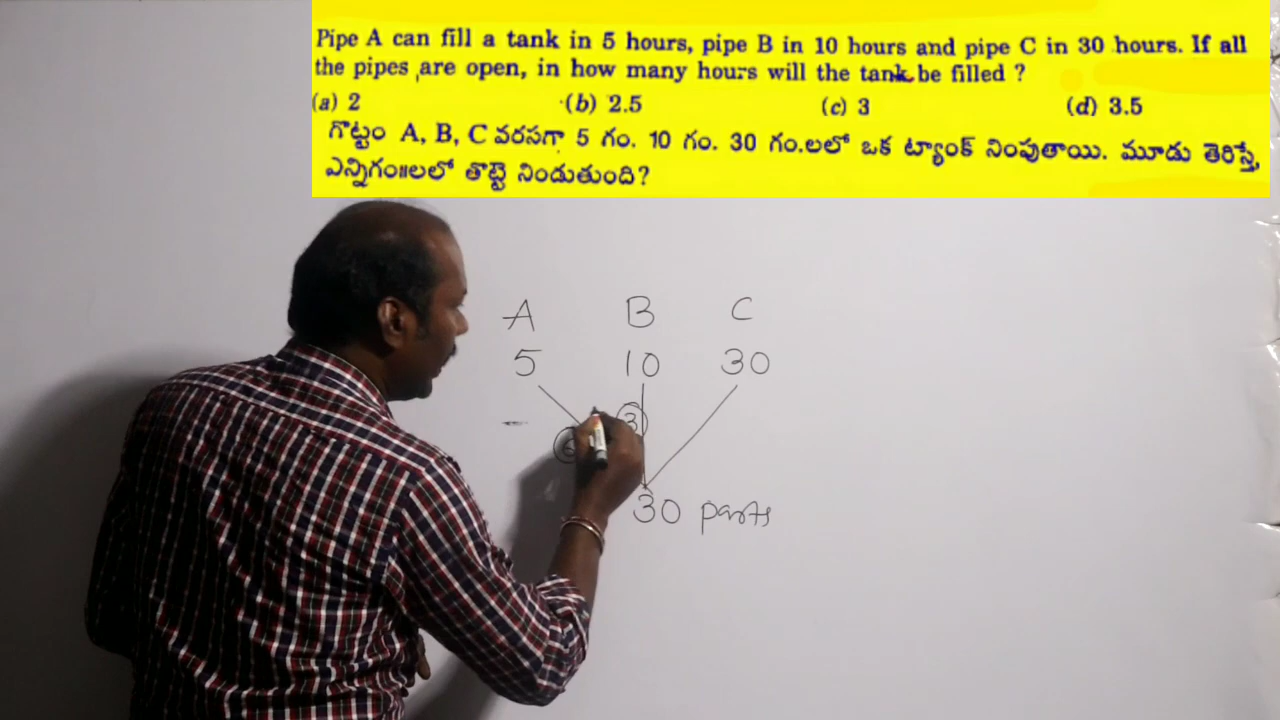 Pipe A can fill a tank in 5 hours, pipe B in 10 hours and pipe C in 30 hours. If all
the pipes are open, in how many hours will the tank be filled ?
(a) 2 (b) 2.5 (c) 3 (d) 3.5
గొట్టం A, B, C వరసగా 5 గం. 10 గం. 30 గం.లలో ఒక ట్యాంక్ నింపుతాయి. మూడు తెరిస్తే,
ఎన్నిగం॥లలో తొట్టె నిండుతుంది?
A B C
5 10 30
3
6
30 parts